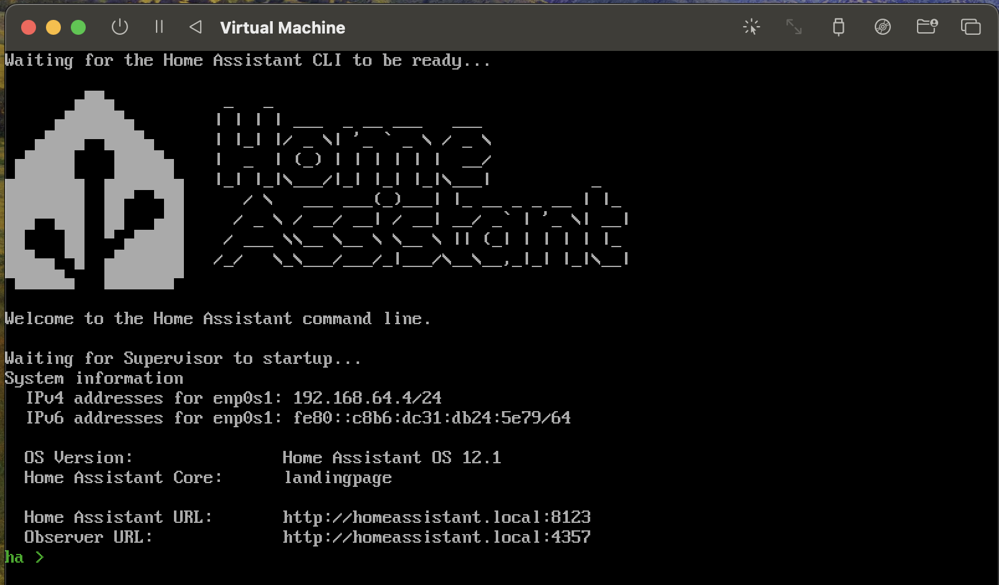 Virtual Machine
Waiting for the Home Assistant CLI to be ready...
Home
Assistant
Welcome to the Home Assistant command line.
Waiting for Supervisor to startup...
System information
IPv4 addresses for enp0s1: 192.168.64.4/24
IPv6 addresses for enp0s1: fe80::c8b6:dc31:db24:5e79/64
OS Version: Home Assistant OS 12.1
Home Assistant Core: landingpage
Home Assistant URL: http://homeassistant.local:8123
Observer URL: http://homeassistant.local:4357
ha >